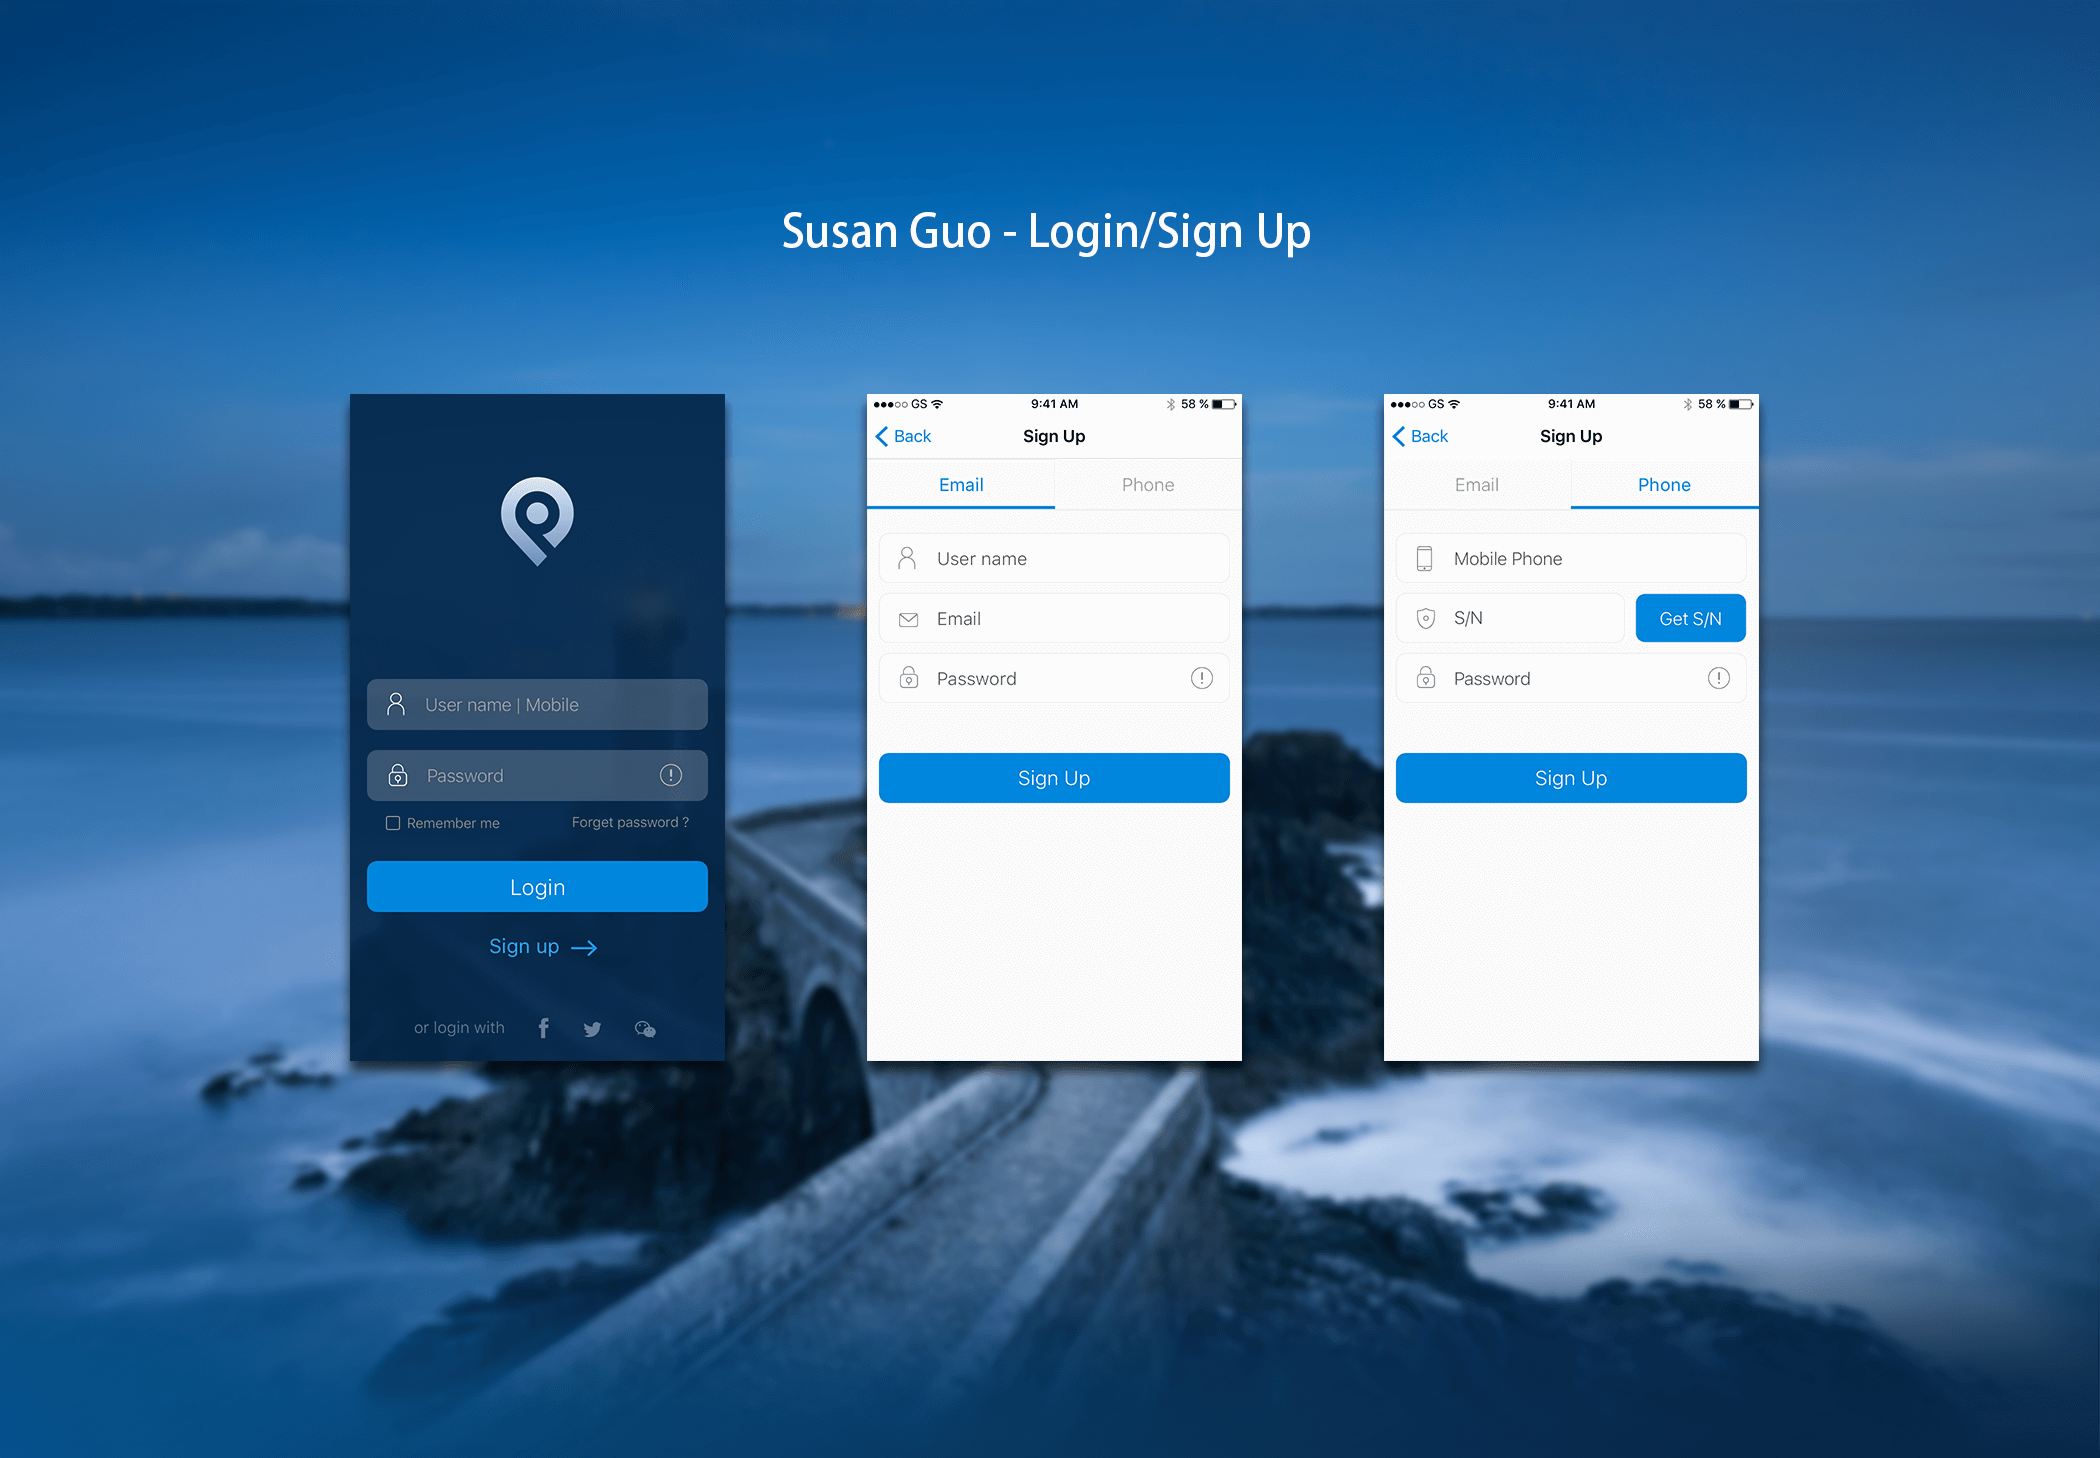 Susan Guo - Login/Sign Up
User name | Mobile
Password
Remember me
Forget password ?
Login
Sign up
or login with
GS 9:41 AM 58 %
Back Sign Up
Email Phone
User name
Email
Password
Sign Up
GS 9:41 AM 58 %
Back Sign Up
Email Phone
Mobile Phone
S/N Get S/N
Password
Sign Up